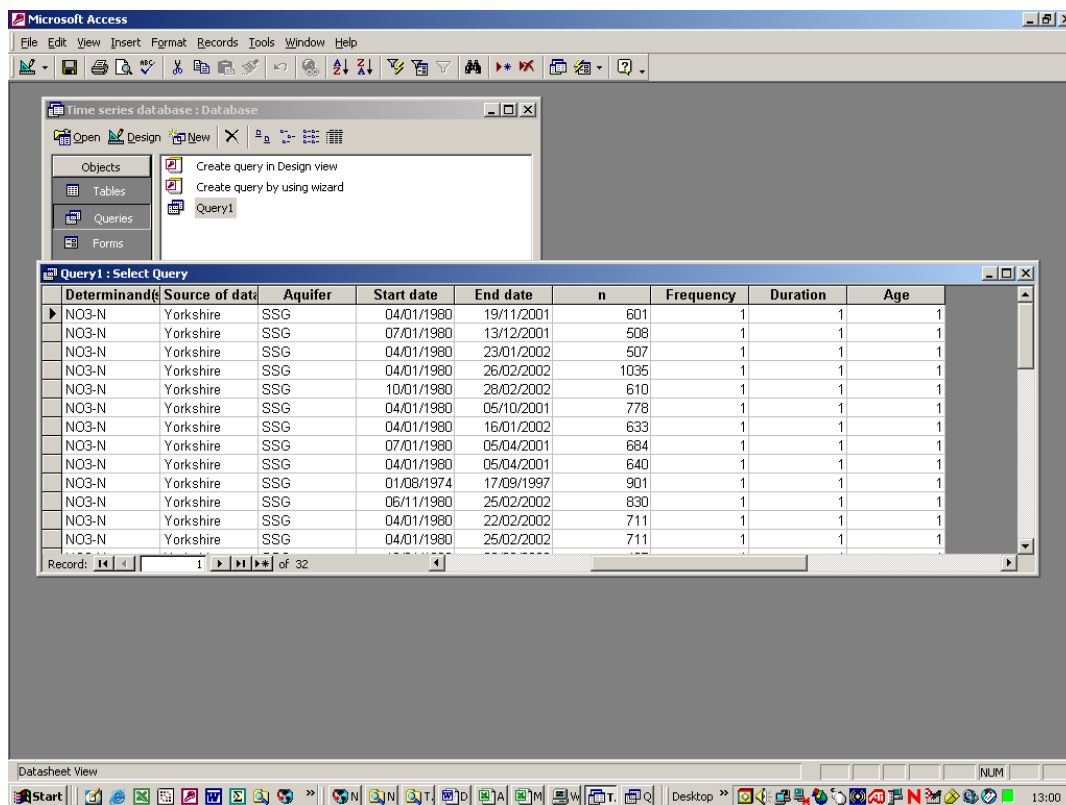 Microsoft Access
File Edit View Insert Format Records Tools Window Help
Time series database : Database
Open Design New
Objects
Create query in Design view
Tables
Create query by using wizard
Queries
Query1
Forms
Query1 : Select Query
Determinand(s Source of data Aquifer Start date End date n Frequency Duration Age
NO3-N Yorkshire SSG 04/01/1980 19/11/2001 601 1 1 1
NO3-N Yorkshire SSG 07/01/1980 13/12/2001 508 1 1 1
NO3-N Yorkshire SSG 04/01/1980 23/01/2002 507 1 1 1
NO3-N Yorkshire SSG 04/01/1980 26/02/2002 1035 1 1 1
NO3-N Yorkshire SSG 10/01/1980 28/02/2002 610 1 1 1
NO3-N Yorkshire SSG 04/01/1980 05/10/2001 778 1 1 1
NO3-N Yorkshire SSG 04/01/1980 16/01/2002 633 1 1 1
NO3-N Yorkshire SSG 07/01/1980 05/04/2001 684 1 1 1
NO3-N Yorkshire SSG 04/01/1980 05/04/2001 640 1 1 1
NO3-N Yorkshire SSG 01/08/1974 17/09/1997 901 1 1 1
NO3-N Yorkshire SSG 06/11/1980 25/02/2002 830 1 1 1
NO3-N Yorkshire SSG 04/01/1980 22/02/2002 711 1 1 1
NO3-N Yorkshire SSG 04/01/1980 25/02/2002 711 1 1 1
Record: 1 of 32
Datasheet View NUM
Start N N T. D A M W T. Q Desktop 13:00